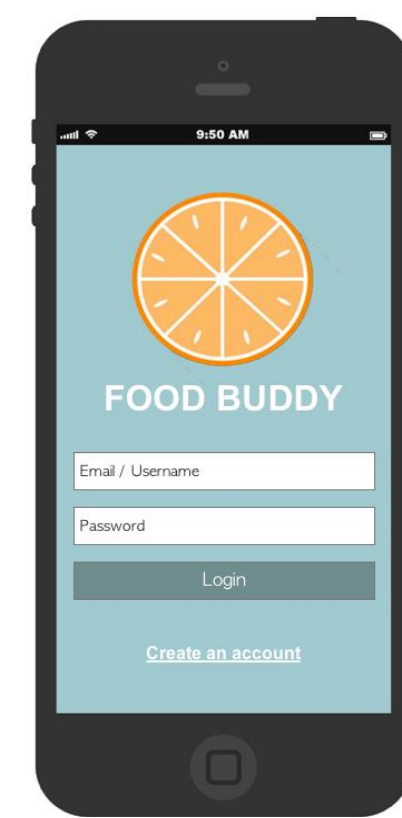 9:50 AM
FOOD BUDDY
Email / Username
Password
Login
Create an account